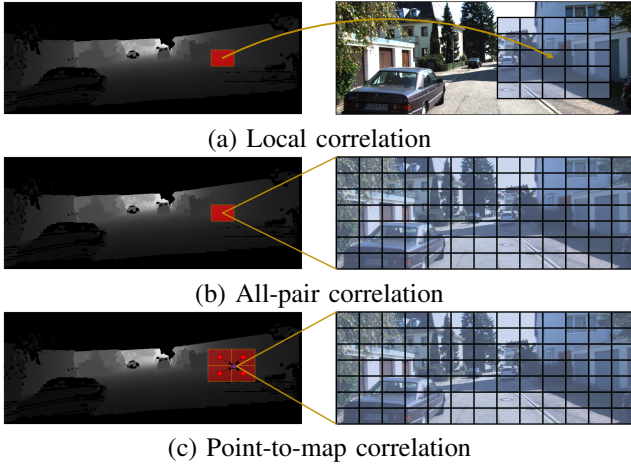 (a) Local correlation
(b) All-pair correlation
(c) Point-to-map correlation